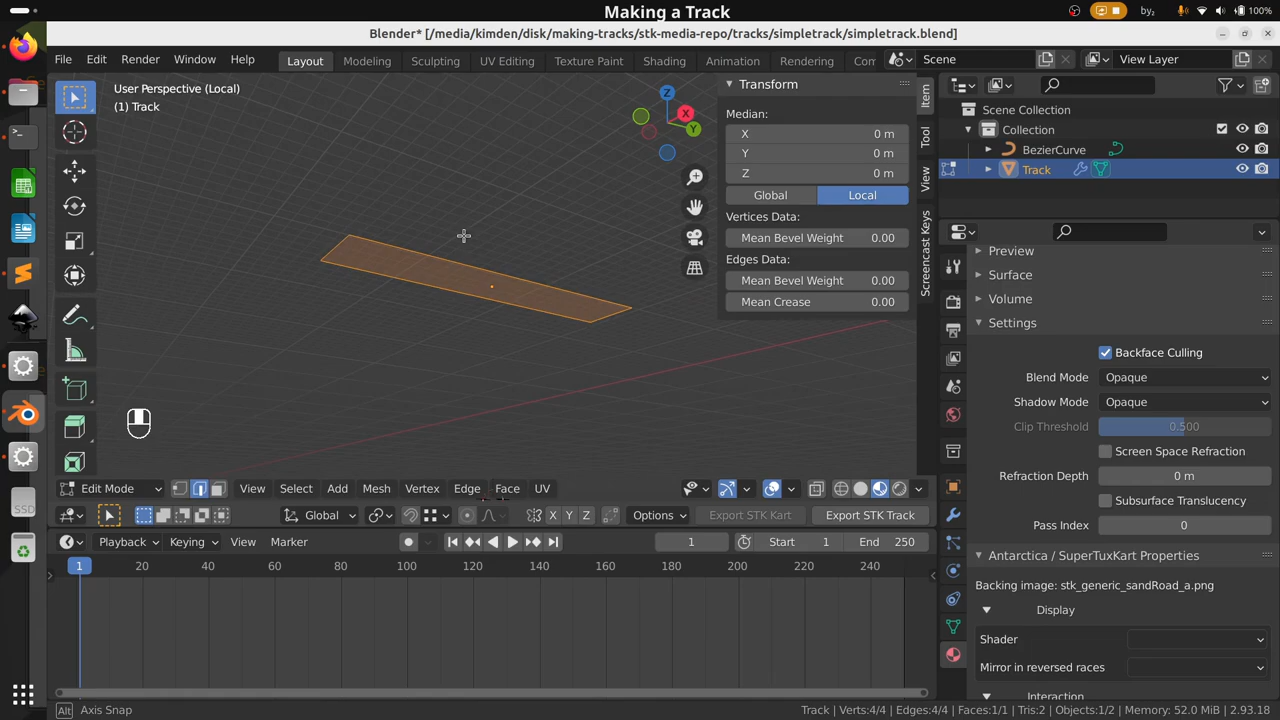 Making a Track
by₂
100%
Blender* [/media/kimden/disk/making-tracks/stk-media-repo/tracks/simpletrack/simpletrack.blend]
File Edit Render Window Help Layout Modeling Sculpting UV Editing Texture Paint Shading Animation Rendering Com Scene View Layer
User Perspective (Local)
(1) Track
Z
X
Y
Transform
Median:
X 0 m
Y 0 m
Z 0 m
Global Local
Vertices Data:
Mean Bevel Weight 0.00
Edges Data:
Mean Bevel Weight 0.00
Mean Crease 0.00
Item
Tool
View
Screencast Keys
Scene Collection
Collection
BezierCurve
Track
Preview
Surface
Volume
Settings
Backface Culling
Blend Mode Opaque
Shadow Mode Opaque
Clip Threshold 0.500
Screen Space Refraction
Refraction Depth 0 m
Subsurface Translucency
Pass Index 0
Antarctica / SuperTuxKart Properties
Backing image: stk_generic_sandRoad_a.png
Display
Shader
Mirror in reversed races
Interaction
SSD
Edit Mode View Select Add Mesh Vertex Edge Face UV
Global X Y Z Options Export STK Kart Export STK Track
Playback Keying View Marker 1 Start 1 End 250
1 20 40 60 80 100 120 140 160 180 200 220 240
Alt Axis Snap
Track | Verts:4/4 | Edges:4/4 | Faces:1/1 | Tris:2 | Objects:1/2 | Memory: 52.0 MiB | 2.93.18